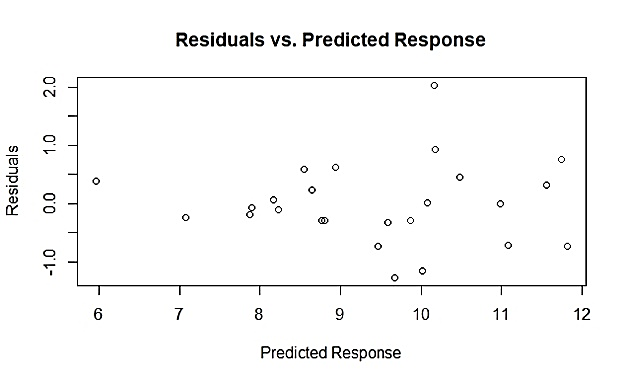 Residuals vs. Predicted Response
Residuals
2.0
1.0
0.0
-1.0
6 7 8 9 10 11 12
Predicted Response